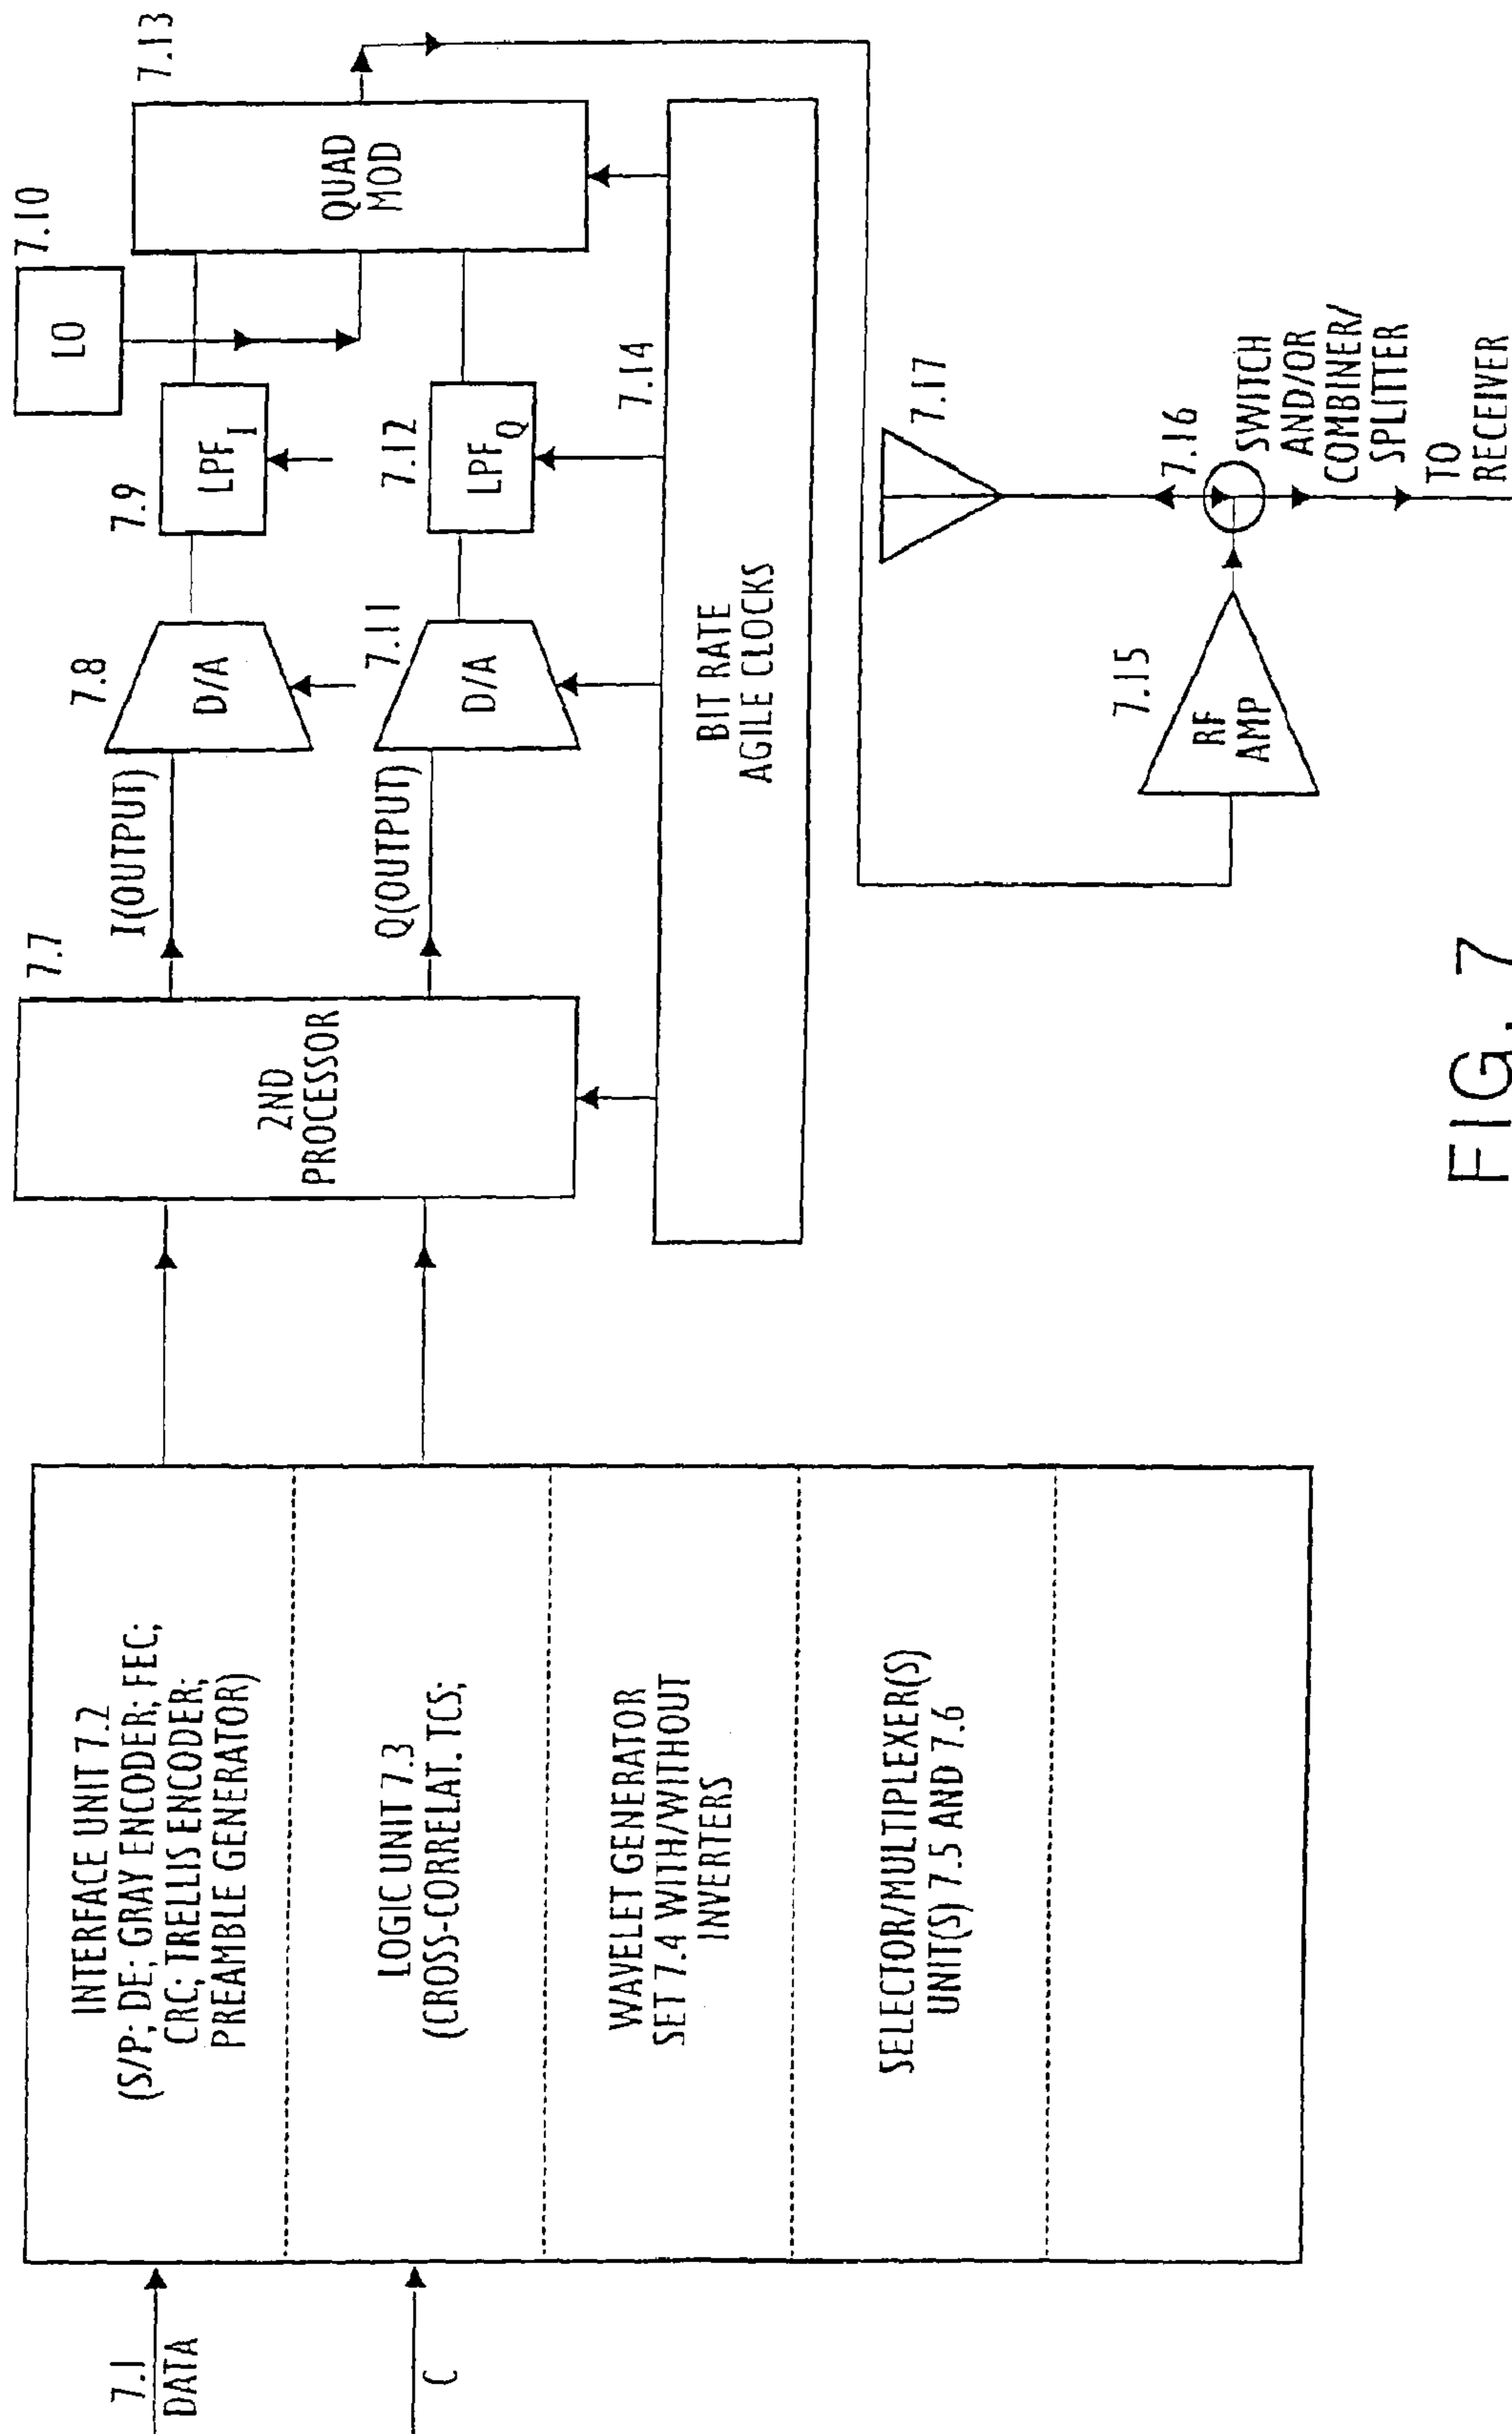 7.1
DATA
C
INTERFACE UNIT 7.2
(S/P; DE; GRAY ENCODER; FEC;
CRC; TRELLIS ENCODER;
PREAMBLE GENERATOR)
LOGIC UNIT 7.3
(CROSS-CORRELAT. TCS;
WAVELET GENERATOR
SET 7.4 WITH/WITHOUT
INVERTERS
SELECTOR/MULTIPLEXER(S)
UNIT(S) 7.5 AND 7.6
7.7
2ND
PROCESSOR
I(OUTPUT)
Q(OUTPUT)
7.8
D/A
7.11
D/A
7.9
LPF I
7.12
LPF Q
7.10
LO
7.13
QUAD
MOD
7.14
BIT RATE
AGILE CLOCKS
7.15
RF
AMP
7.17
7.16
SWITCH
AND/OR
COMBINER/
SPLITTER
TO
RECEIVER
FIG. 7